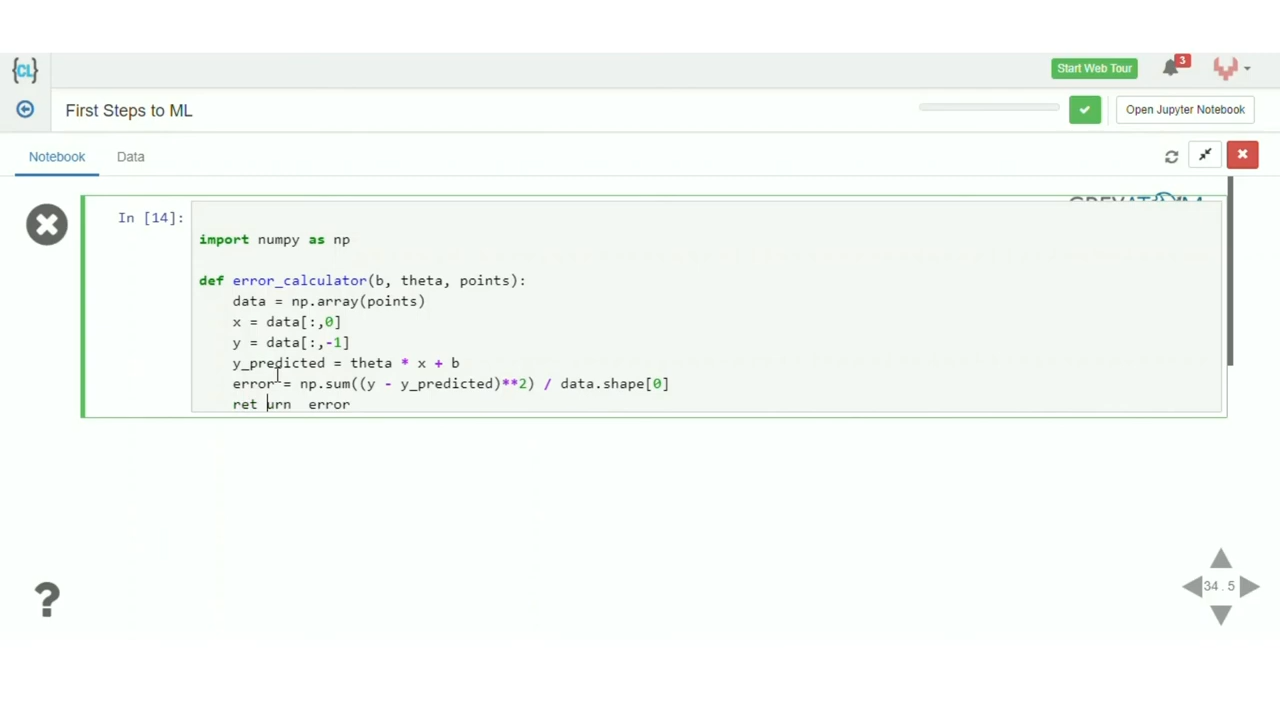 {CL}
Start Web Tour
3
First Steps to ML
Open Jupyter Notebook
Notebook Data
In [14]:
import numpy as np
def error_calculator(b, theta, points):
data = np.array(points)
x = data[:,0]
y = data[:,-1]
y_predicted = theta * x + b
error = np.sum((y - y_predicted)**2) / data.shape[0]
ret urn  error
?
34.5